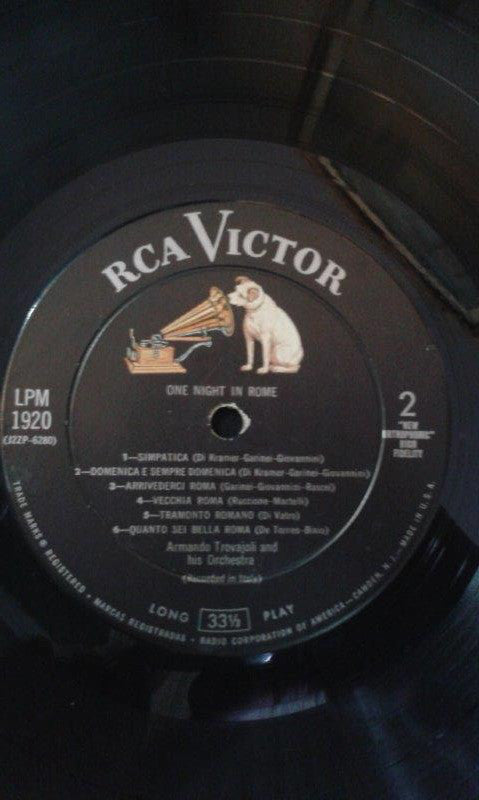 RCA VICTOR
ONE NIGHT IN ROME
LPM
1920
(J2ZP-6280)
2
"NEW
ORTHOPHONIC"
HIGH
FIDELITY
1—SIMPATICA (Di Kramer-Garinei-Giovannini)
2—DOMENICA E SEMPRE DOMENICA (Di Kramer-Garinei-Giovannini)
3—ARRIVEDERCI ROMA (Garinei-Giovannini-Rascel)
4—VECCHIA ROMA (Ruccione-Martelli)
5—TRAMONTO ROMANO (Di Vatro)
6—QUANTO SEI BELLA ROMA (De Torres-Bixio)
Armando Trovajoli and
his Orchestra
(Recorded in Italy)
LONG 33⅓ PLAY
TRADE MARKS ® REGISTERED • MARCAS REGISTRADAS • RADIO CORPORATION OF AMERICA—CAMDEN, N.J.—MADE IN U.S.A.